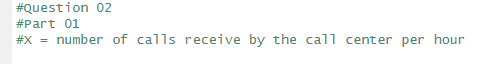 #Question 02
#Part 01
#X = number of calls receive by the call center per hour